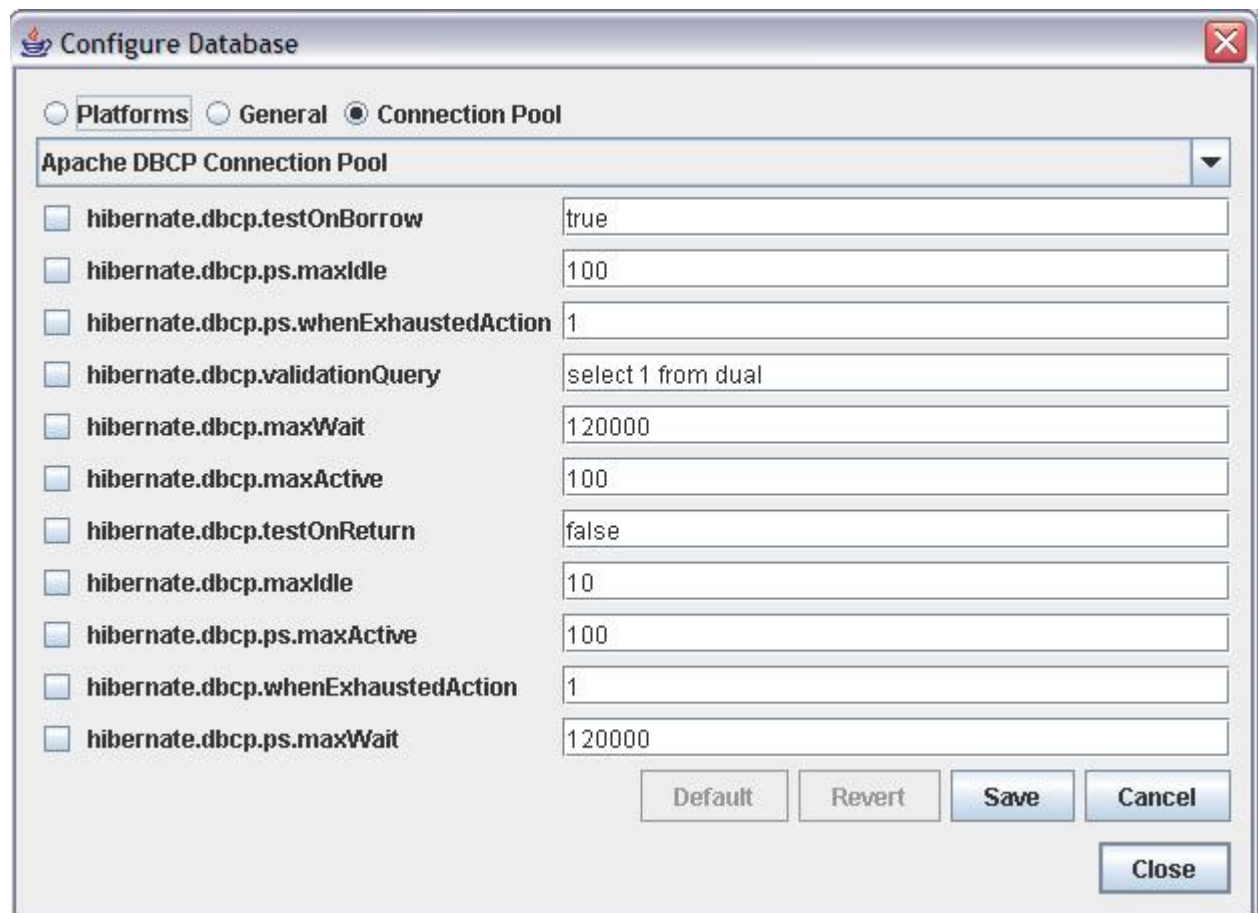 Configure Database
Platforms General Connection Pool
Apache DBCP Connection Pool
hibernate.dbcp.testOnBorrow true
hibernate.dbcp.ps.maxIdle 100
hibernate.dbcp.ps.whenExhaustedAction 1
hibernate.dbcp.validationQuery select 1 from dual
hibernate.dbcp.maxWait 120000
hibernate.dbcp.maxActive 100
hibernate.dbcp.testOnReturn false
hibernate.dbcp.maxIdle 10
hibernate.dbcp.ps.maxActive 100
hibernate.dbcp.whenExhaustedAction 1
hibernate.dbcp.ps.maxWait 120000
Default Revert Save Cancel
Close